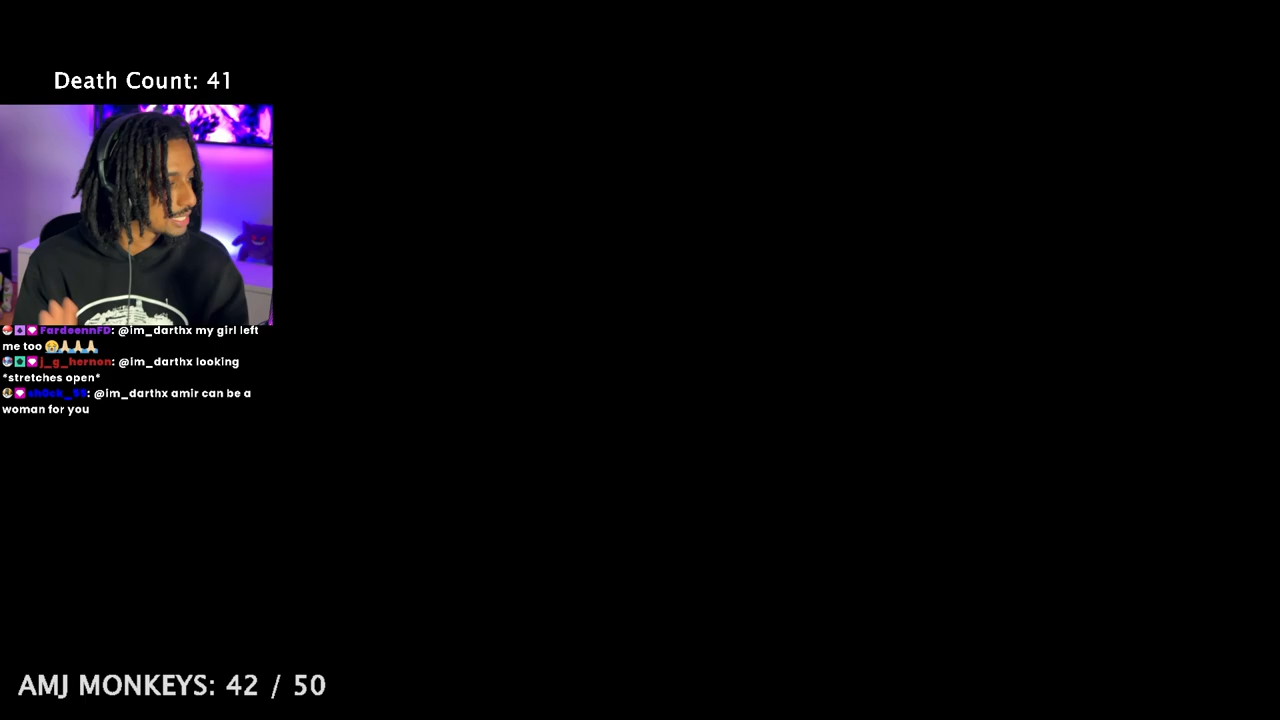 Death Count: 41
FardeennFD: @im_darthx my girl left
me too 😭🙏🙏🙏
j_g_hernon: @im_darthx looking
*stretches open*
@im_darthx amir can be a
woman for you
AMJ MONKEYS: 42 / 50